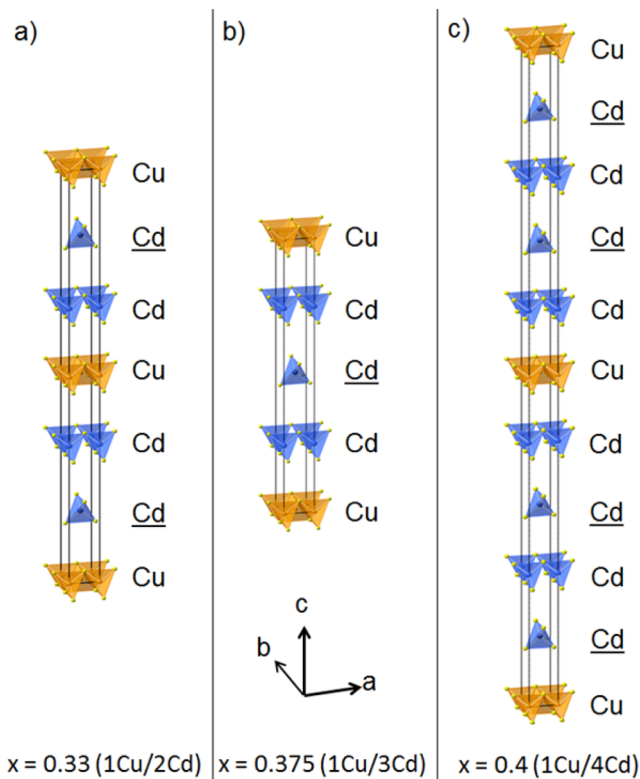 a)
Cu
Cd
Cd
Cu
Cd
Cd
Cu
x = 0.33 (1Cu/2Cd)
b)
Cu
Cd
Cd
Cd
Cu
c
b
a
x = 0.375 (1Cu/3Cd)
c)
Cu
Cd
Cd
Cd
Cd
Cu
Cd
Cd
Cd
Cd
Cu
x = 0.4 (1Cu/4Cd)